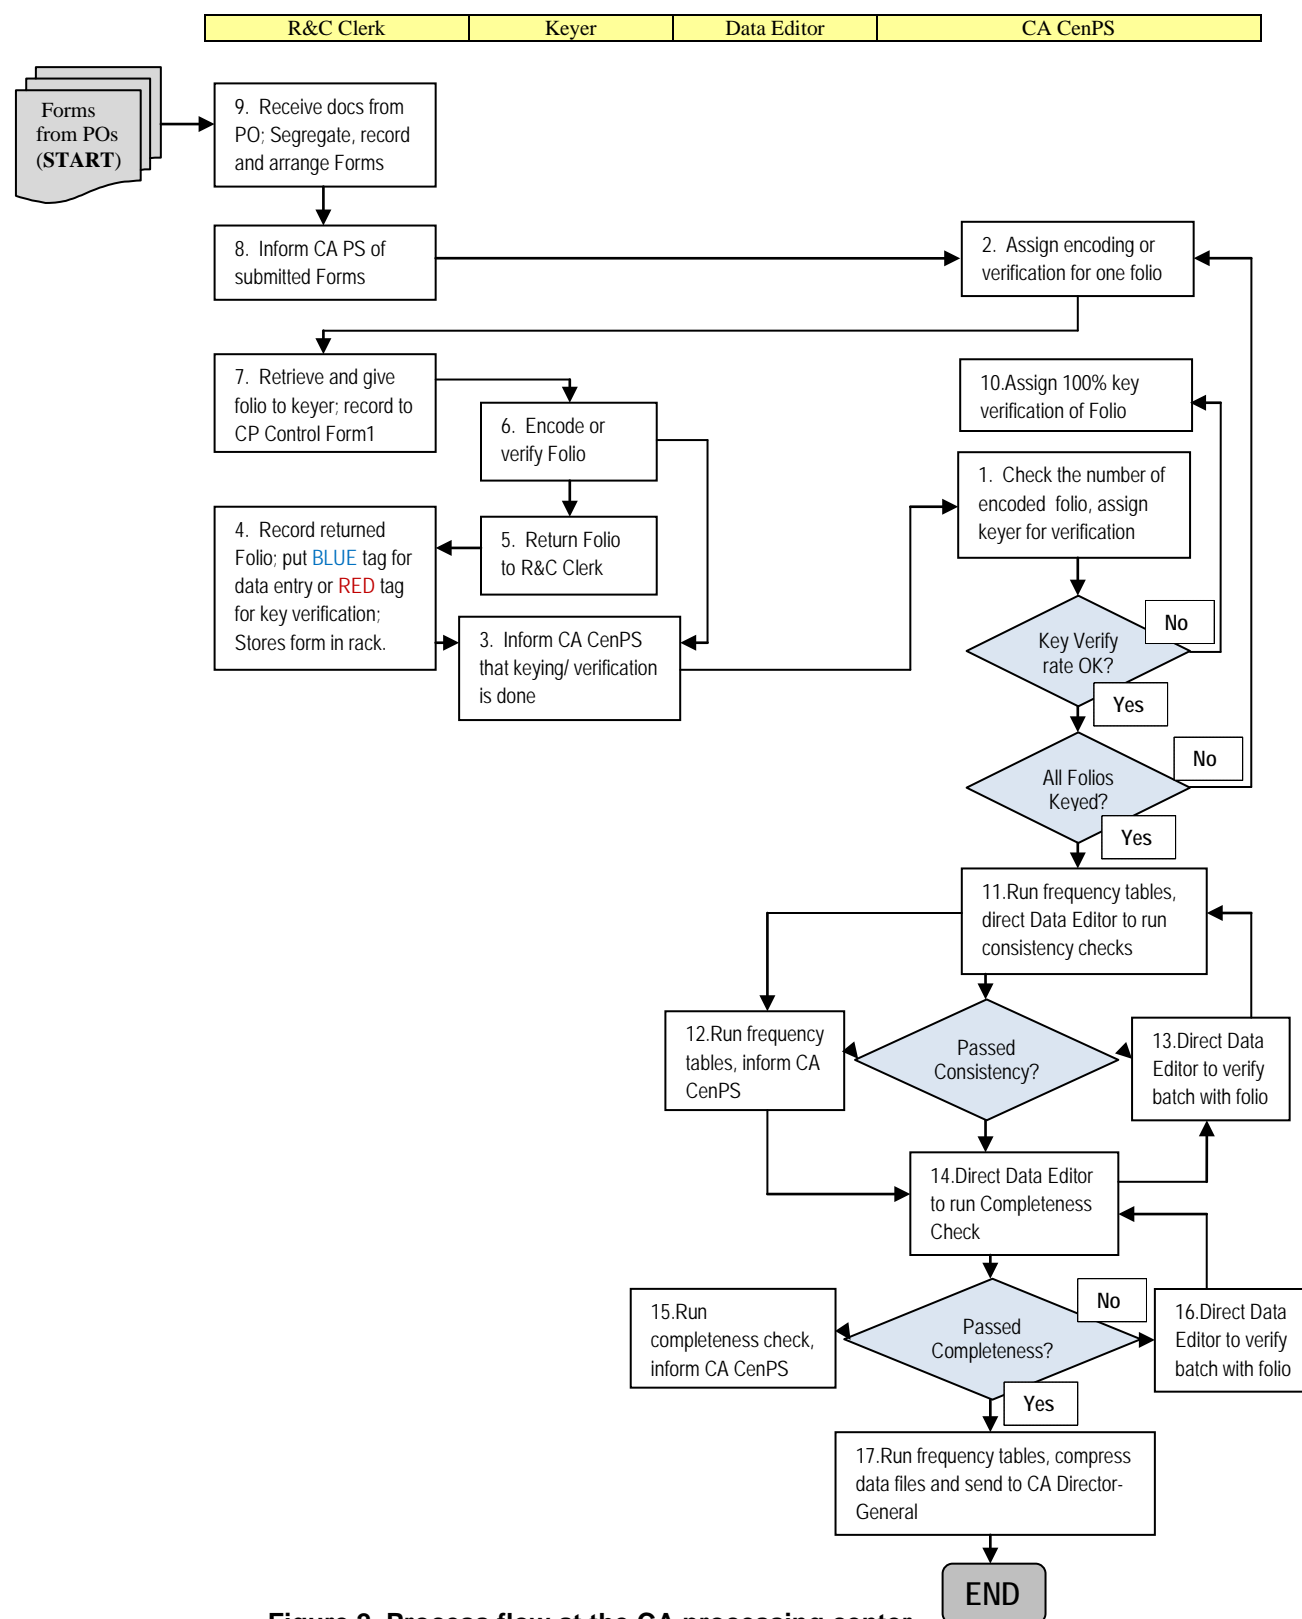 R&C Clerk
Keyer
Data Editor
CA CenPS
Forms
from POs
(START)
9. Receive docs from
PO; Segregate, record
and arrange Forms
8. Inform CA PS of
submitted Forms
2. Assign encoding or
verification for one folio
7. Retrieve and give
folio to keyer; record to
CP Control Form1
10.Assign 100% key
verification of Folio
6. Encode or
verify Folio
1. Check the number of
encoded folio, assign
keyer for verification
4. Record returned
Folio; put BLUE tag for
data entry or RED tag
for key verification;
Stores form in rack.
5. Return Folio
to R&C Clerk
3. Inform CA CenPS
that keying/ verification
is done
Key Verify
rate OK?
No
Yes
All Folios
Keyed?
No
Yes
11.Run frequency tables,
direct Data Editor to run
consistency checks
12.Run frequency
tables, inform CA
CenPS
Passed
Consistency?
13.Direct Data
Editor to verify
batch with folio
14.Direct Data Editor
to run Completeness
Check
15.Run
completeness check,
inform CA CenPS
Passed
Completeness?
No
Yes
16.Direct Data
Editor to verify
batch with folio
17.Run frequency tables, compress
data files and send to CA Director-
General
END
Figure 2. Process flow at the CA processing center